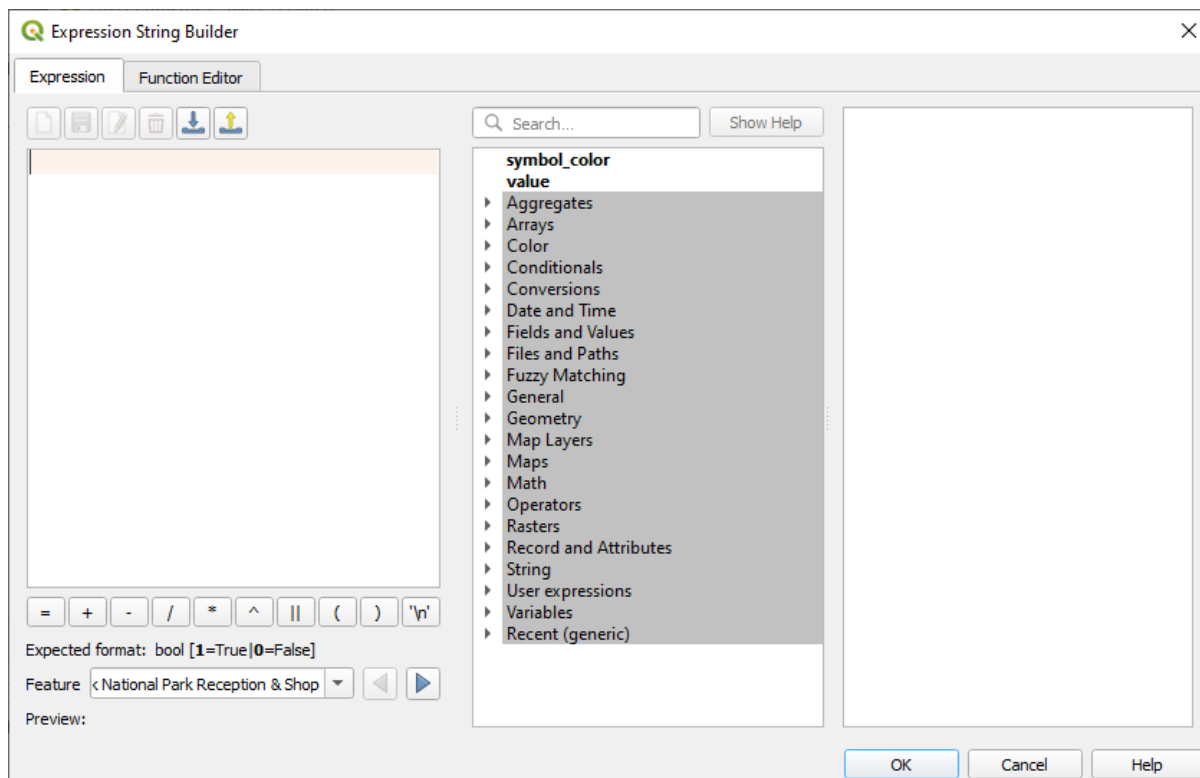 Expression String Builder
Expression
Function Editor
Search...
Show Help
symbol_color
value
Aggregates
Arrays
Color
Conditionals
Conversions
Date and Time
Fields and Values
Files and Paths
Fuzzy Matching
General
Geometry
Map Layers
Maps
Math
Operators
Rasters
Record and Attributes
String
User expressions
Variables
Recent (generic)
= + - / * ^ || ( ) '\n'
Expected format: bool [1=True|0=False]
Feature National Park Reception & Shop
Preview:
OK Cancel Help